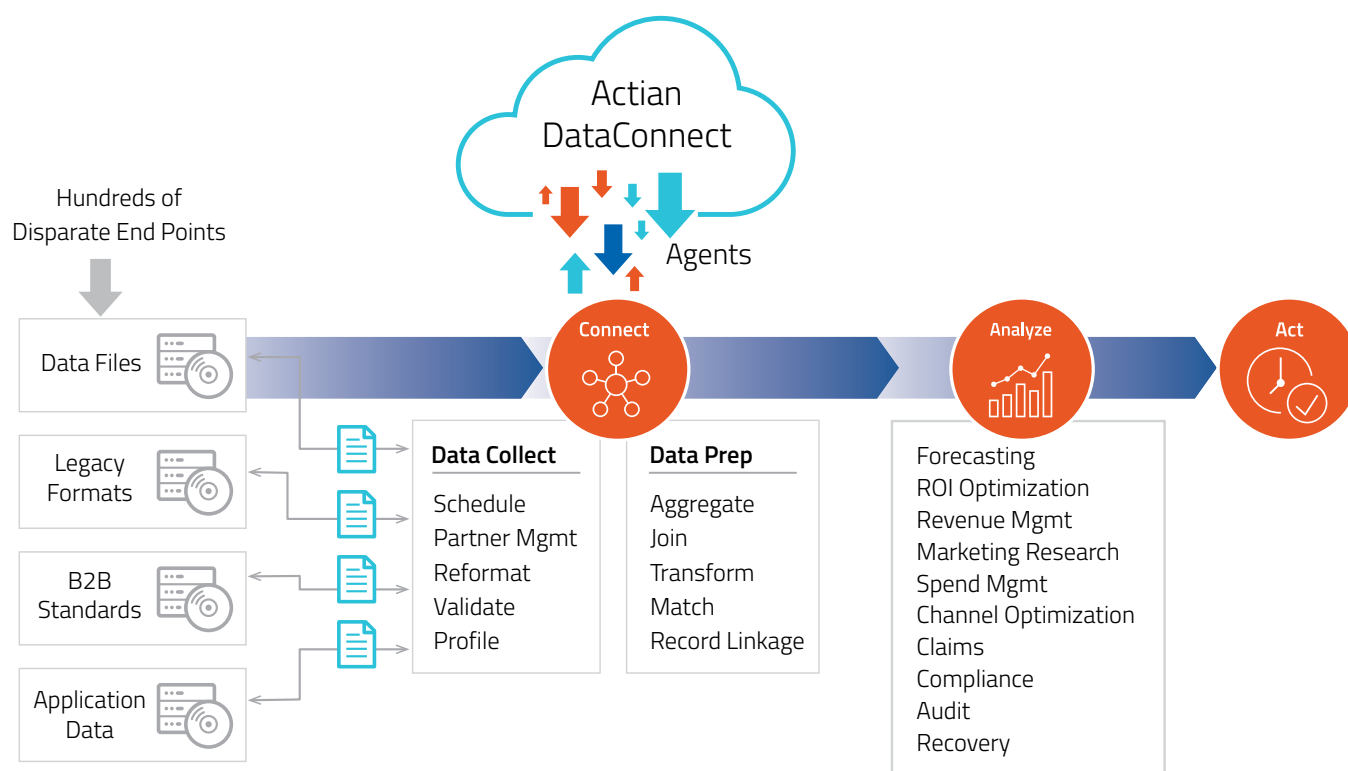 Actian
DataConnect
Agents
Hundreds of
Disparate End Points
Data Files
Legacy
Formats
B2B
Standards
Application
Data
Connect
Data Collect
Schedule
Partner Mgmt
Reformat
Validate
Profile
Data Prep
Aggregate
Join
Transform
Match
Record Linkage
Analyze
Forecasting
ROI Optimization
Revenue Mgmt
Marketing Research
Spend Mgmt
Channel Optimization
Claims
Compliance
Audit
Recovery
Act